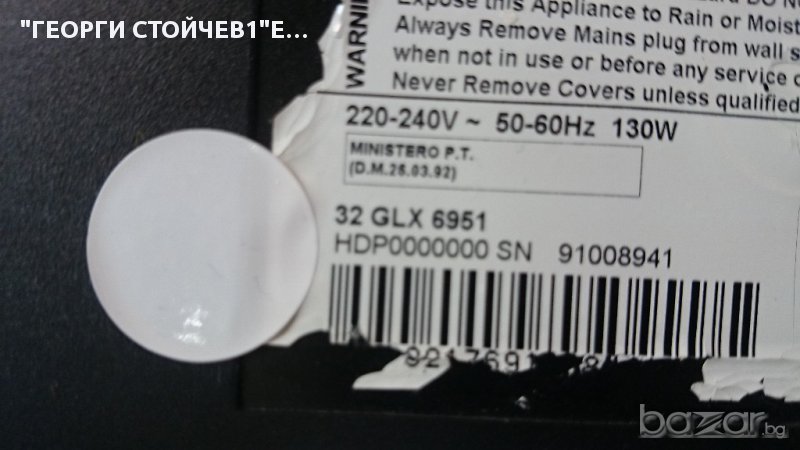 "ГЕОРГИ СТОЙЧЕВ1"Е...
WARNIN
Expose this Appliance to Rain or Moist
Always Remove Mains plug from wall s
when not in use or before any service o
Never Remove Covers unless qualified
220-240V ~ 50-60Hz 130W
MINISTERO P.T.
(D.M.26.03.92)
32 GLX 6951
HDP0000000 SN 91008941
bazar.bg